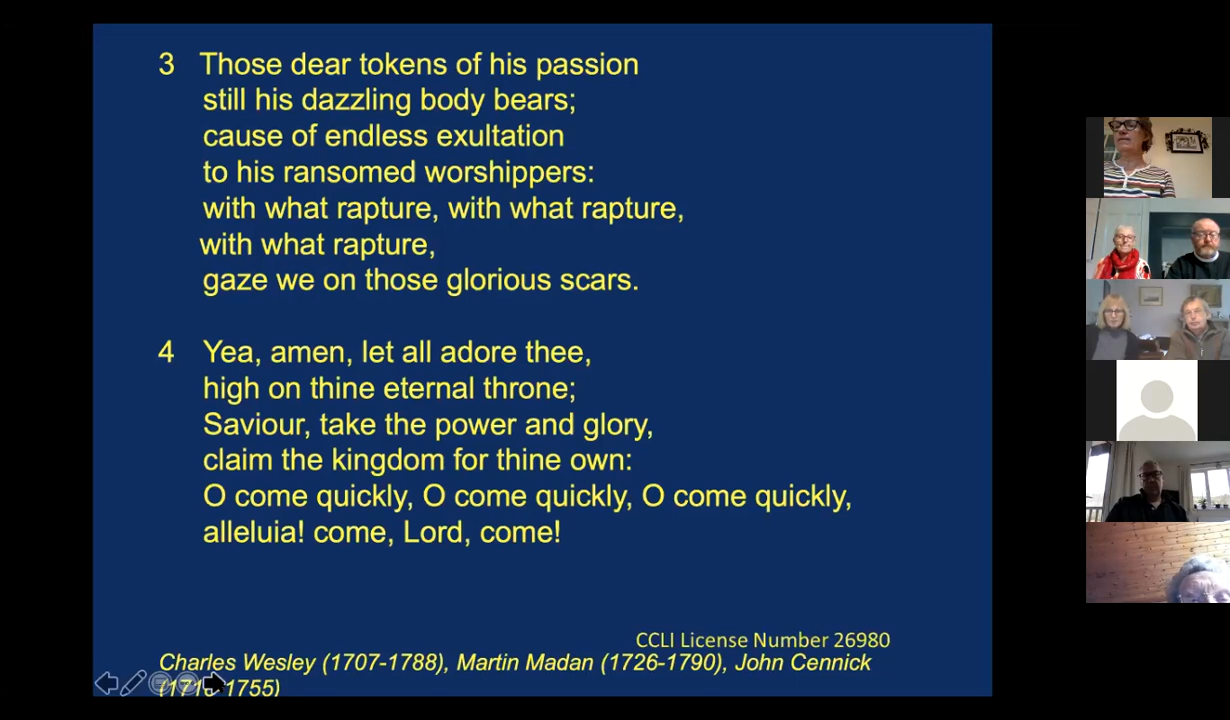 3 Those dear tokens of his passion
still his dazzling body bears;
cause of endless exultation
to his ransomed worshippers:
with what rapture, with what rapture,
with what rapture,
gaze we on those glorious scars.
4 Yea, amen, let all adore thee,
high on thine eternal throne;
Saviour, take the power and glory,
claim the kingdom for thine own:
O come quickly, O come quickly, O come quickly,
alleluia! come, Lord, come!
CCLI License Number 26980
Charles Wesley (1707-1788), Martin Madan (1726-1790), John Cennick
1755)